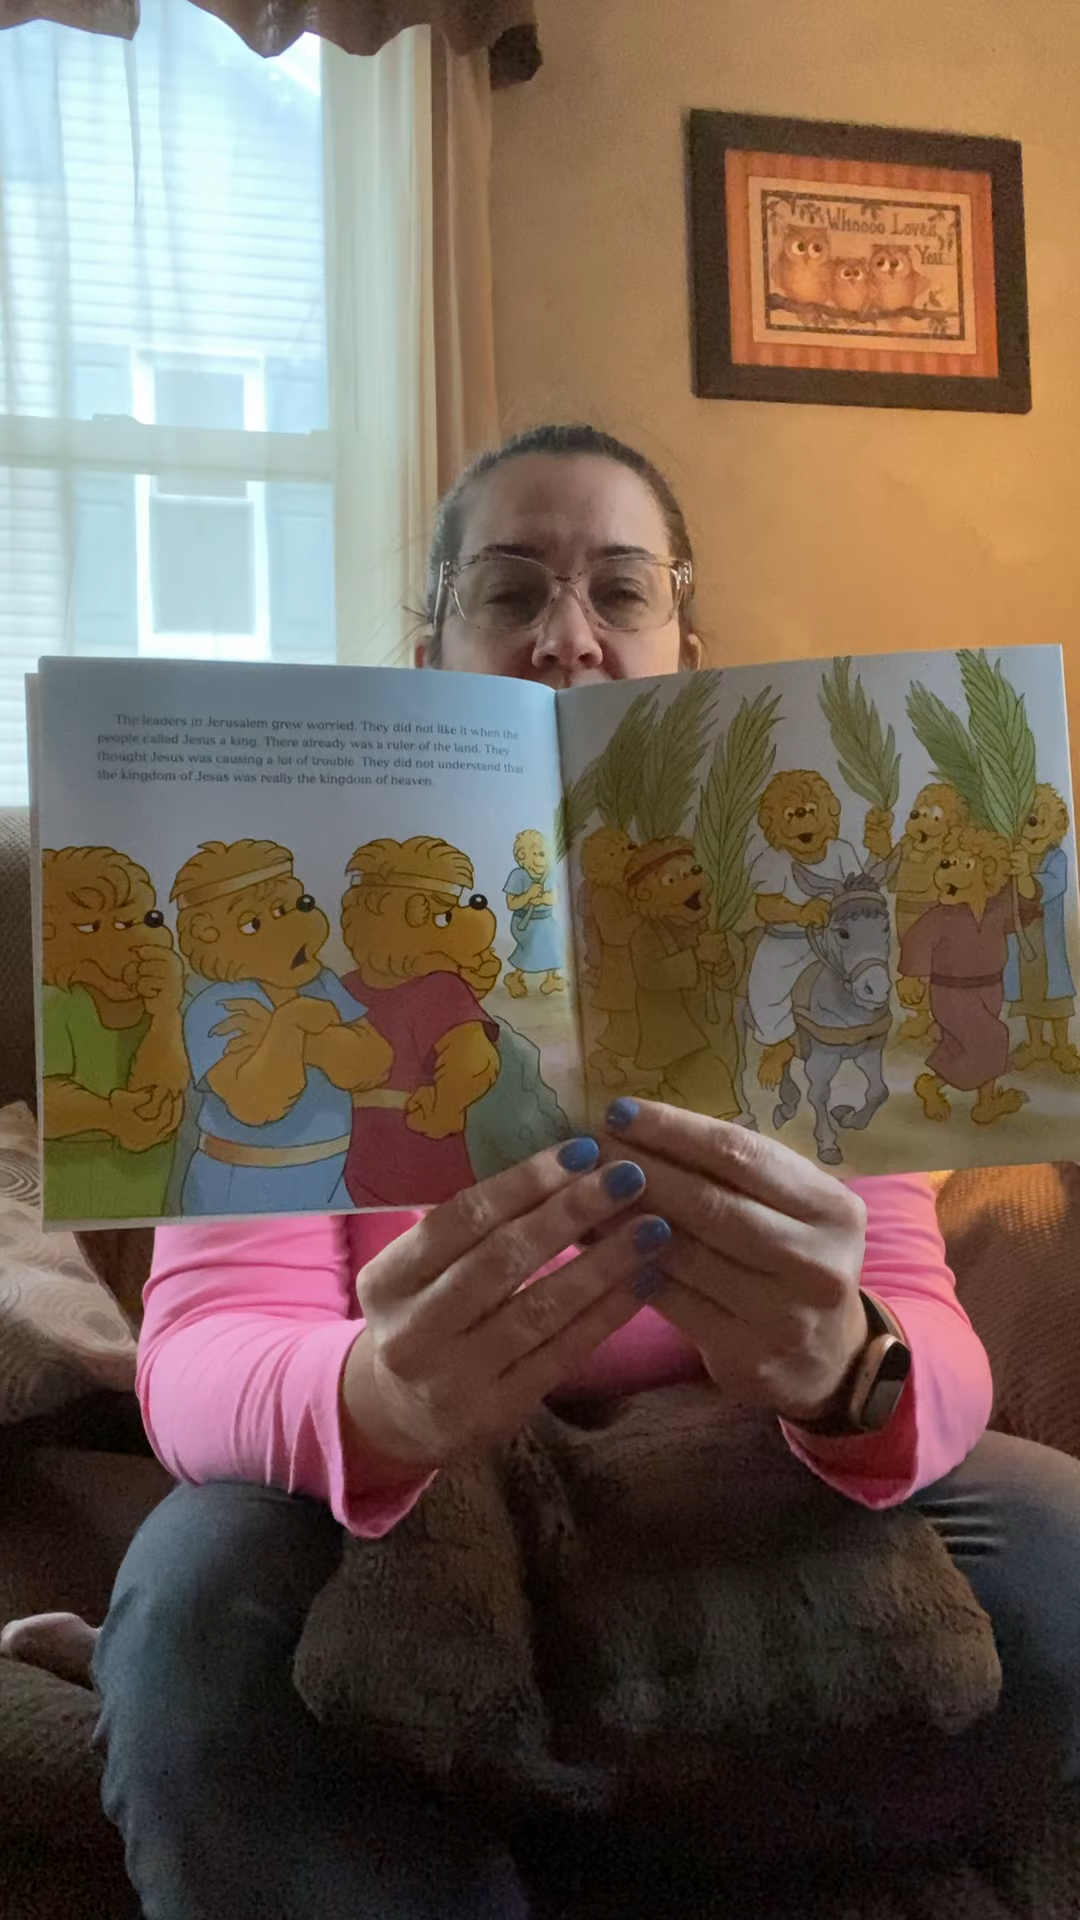 Whoooo Loves
You
The leaders in Jerusalem grew worried. They did not like it when the
people called Jesus a king. There already was a ruler of the land. They
thought Jesus was causing a lot of trouble. They did not understand that
the kingdom of Jesus was really the kingdom of heaven.